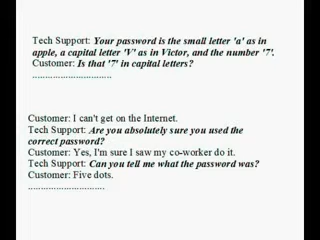 Tech Support: Your password is the small letter 'a' as in
apple, a capital letter 'V' as in Victor, and the number '7'.
Customer: Is that '7' in capital letters?
................................
Customer: I can't get on the Internet.
Tech Support: Are you absolutely sure you used the
correct password?
Customer: Yes, I'm sure I saw my co-worker do it.
Tech Support: Can you tell me what the password was?
Customer: Five dots.
...............................